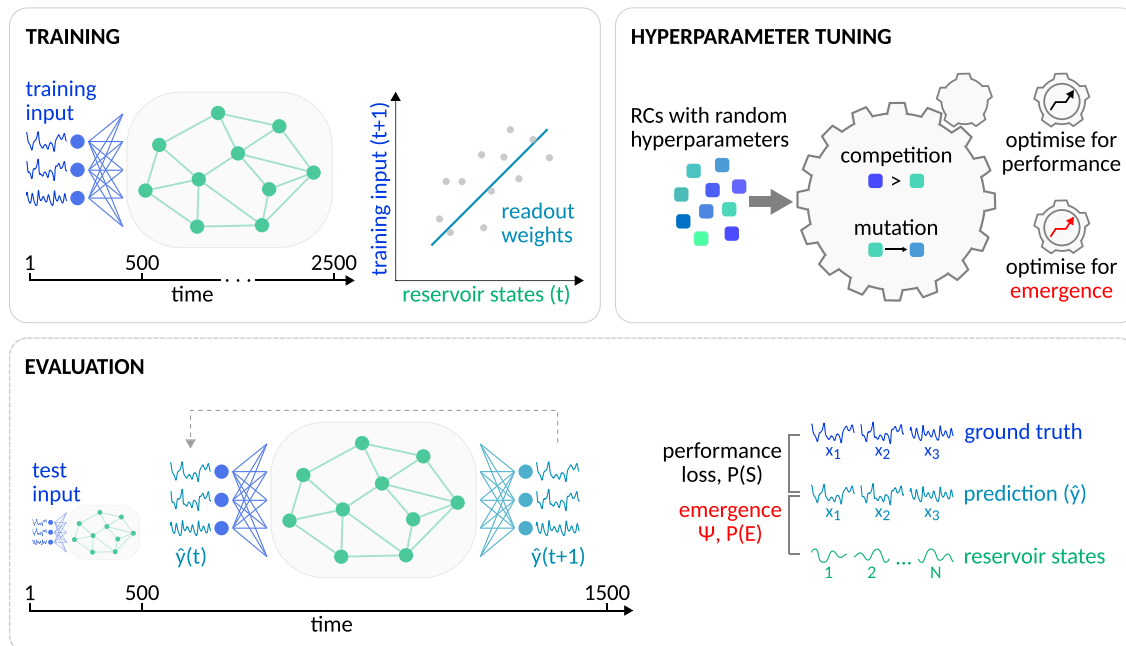 TRAINING
training
input
1
500
. . .
2500
time
training input (t+1)
readout
weights
reservoir states (t)
HYPERPARAMETER TUNING
RCs with random
hyperparameters
competition
>
mutation
optimise for
performance
optimise for
emergence
EVALUATION
test
input
ŷ(t)
ŷ(t+1)
1
500
1500
time
performance
loss, P(S)
emergence
Ψ, P(E)
x1 x2 x3
ground truth
x1 x2 x3
prediction (ŷ)
1 2 ... N
reservoir states